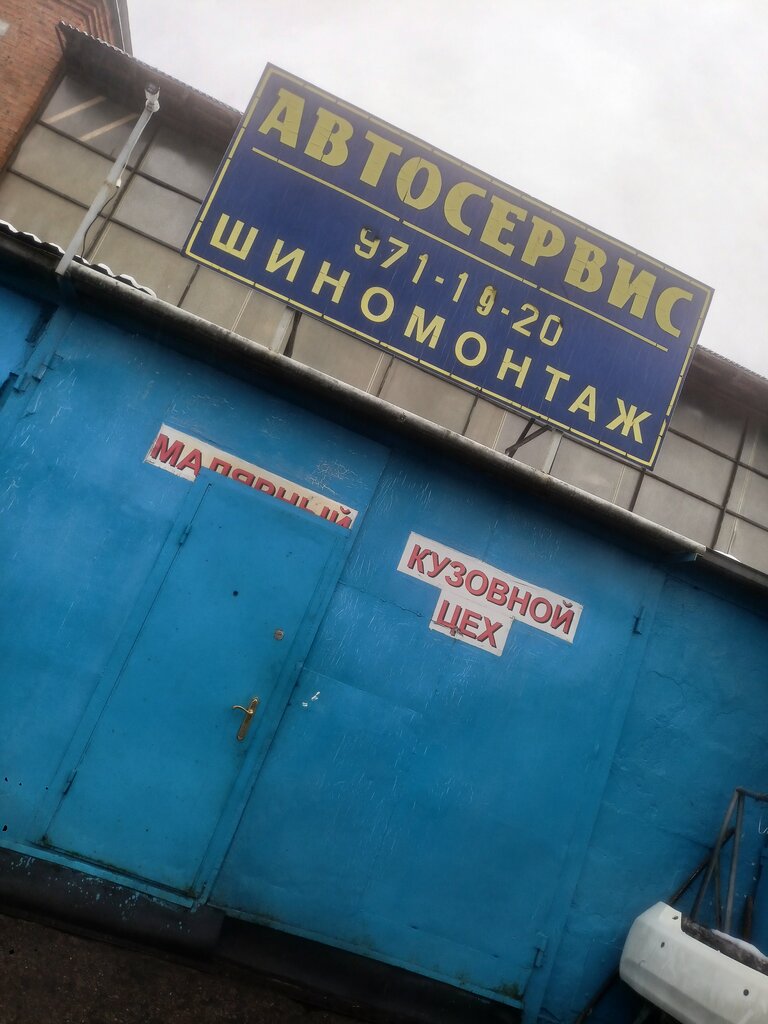 АВТОСЕРВИС
971-19-20
ШИНОМОНТАЖ
МАЛЯРНЫЙ
КУЗОВНОЙ
ЦЕХ